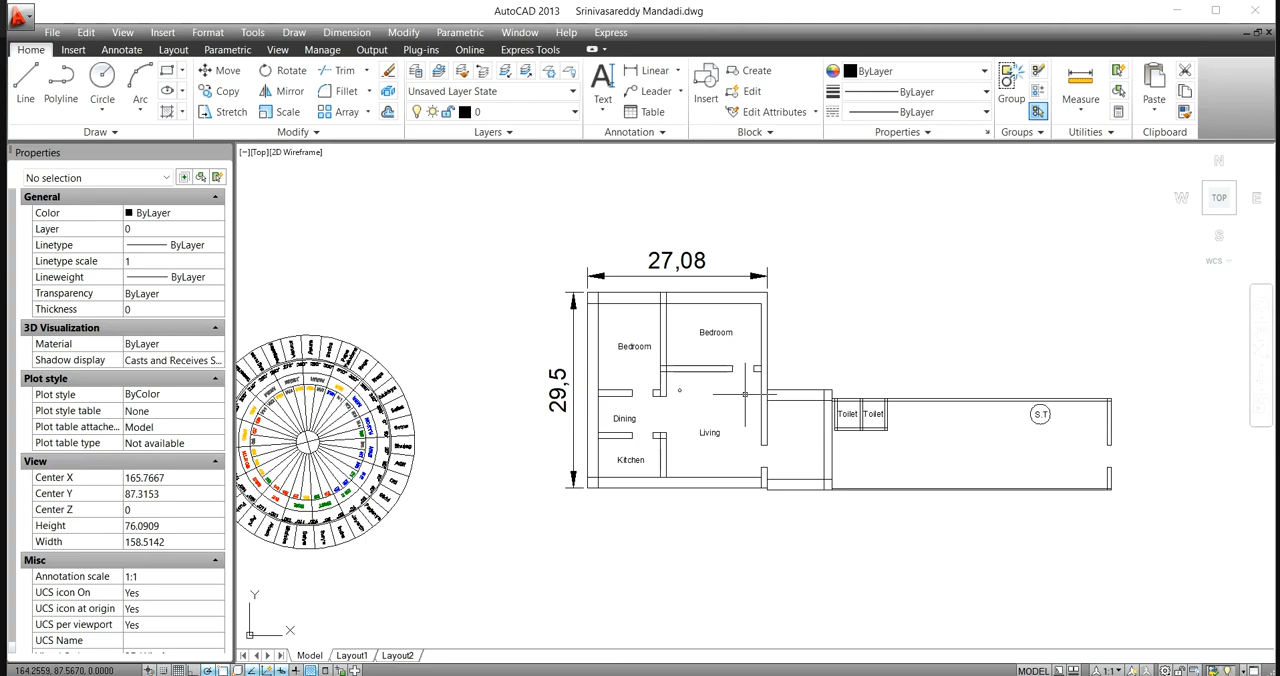 AutoCAD 2013 Srinivasareddy Mandadi.dwg
File Edit View Insert Format Tools Draw Dimension Modify Parametric Window Help Express
Home Insert Annotate Layout Parametric View Manage Output Plug-ins Online Express Tools
Line Polyline Circle Arc
Move Rotate Trim
Copy Mirror Fillet
Stretch Scale Array
Unsaved Layer State
0
Text
Linear
Leader
Table
Insert
Create
Edit
Edit Attributes
ByLayer
ByLayer
ByLayer
Group
Measure
Paste
Draw Modify Layers Annotation Block Properties Groups Utilities Clipboard
Properties
[−][Top][2D Wireframe]
No selection
General
Color ByLayer
Layer 0
Linetype ByLayer
Linetype scale 1
Lineweight ByLayer
Transparency ByLayer
Thickness 0
3D Visualization
Material ByLayer
Shadow display Casts and Receives S...
Plot style
Plot style ByColor
Plot style table None
Plot table attache... Model
Plot table type Not available
View
Center X 165.7667
Center Y 87.3153
Center Z 0
Height 76.0909
Width 158.5142
Misc
Annotation scale 1:1
UCS icon On Yes
UCS icon at origin Yes
UCS per viewport Yes
UCS Name
N
W TOP E
S
WCS
27,08
29,5
Bedroom
Bedroom
Dining
Living
Kitchen
Toilet Toilet
S.T
Y
X
Model Layout1 Layout2
164.2559, 87.5670, 0.0000
MODEL
1:1